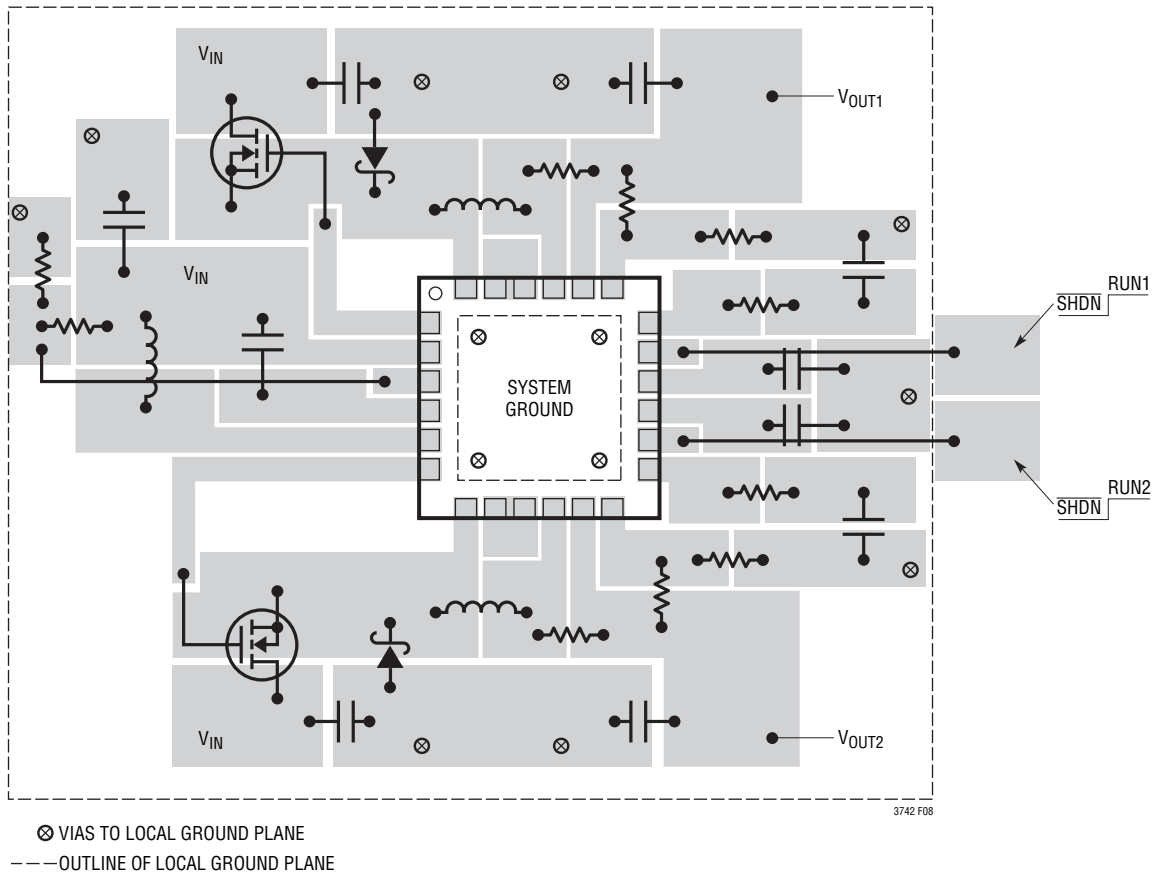 VIN
VOUT1
VIN
RUN1
SHDN
SYSTEM
GROUND
RUN2
SHDN
VIN
VOUT2
3742 F08
VIAS TO LOCAL GROUND PLANE
OUTLINE OF LOCAL GROUND PLANE